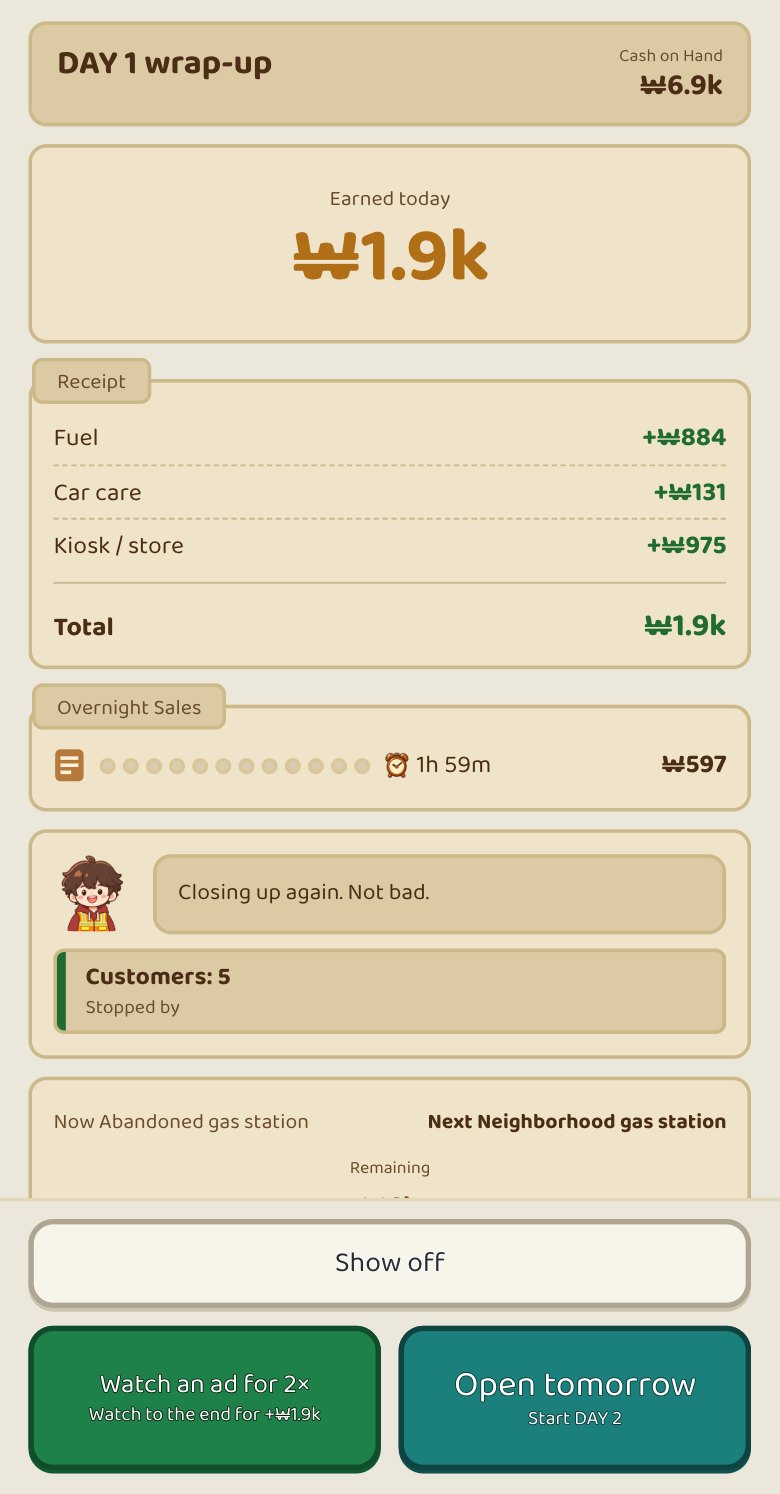 DAY 1 wrap-up
Cash on Hand
₩6.9k
Earned today
₩1.9k
Receipt
Fuel +₩884
Car care +₩131
Kiosk / store +₩975
Total ₩1.9k
Overnight Sales
1h 59m ₩597
Closing up again. Not bad.
Customers: 5
Stopped by
Now Abandoned gas station Next Neighborhood gas station
Remaining
Show off
Watch an ad for 2×
Watch to the end for +₩1.9k
Open tomorrow
Start DAY 2